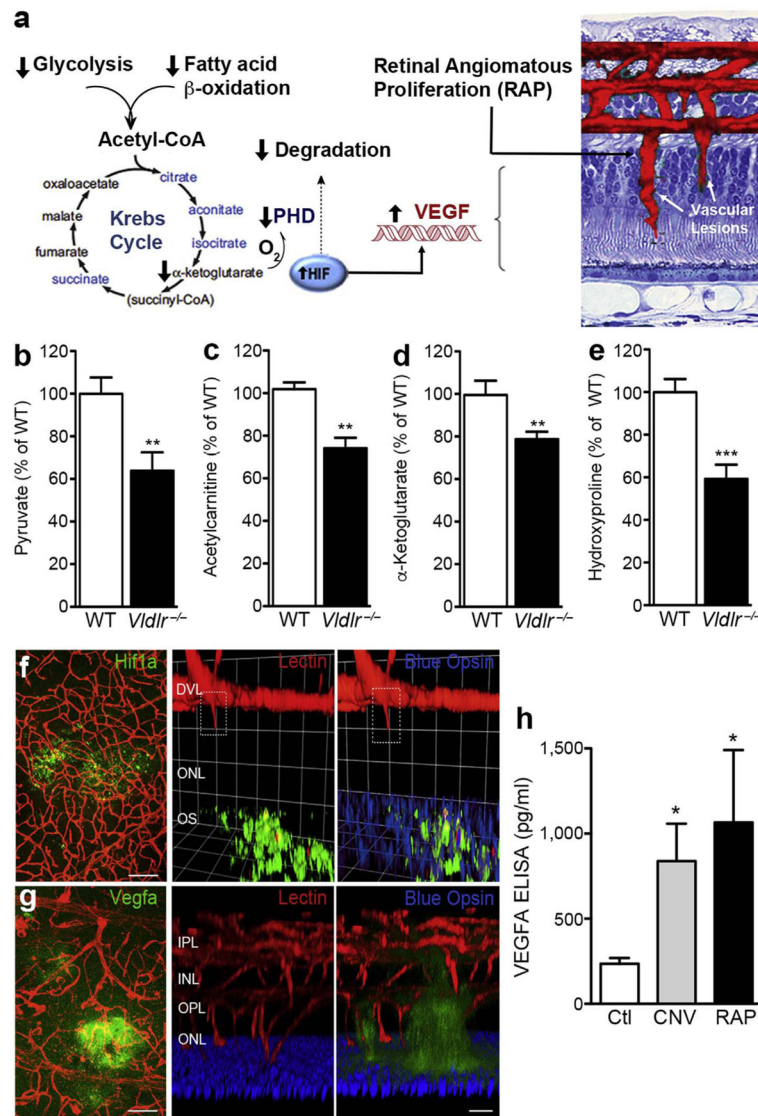 a
Glycolysis
Fatty acid
β-oxidation
Acetyl-CoA
citrate
aconitate
isocitrate
α-ketoglutarate
(succinyl-CoA)
succinate
fumarate
malate
oxaloacetate
Krebs
Cycle
Degradation
PHD
O2
HIF
VEGF
Retinal Angiomatous
Proliferation (RAP)
Vascular
Lesions
b
Pyruvate (% of WT)
120
100
80
60
40
20
0
**
WT
Vldlr−/−
c
Acetylcarnitine (% of WT)
120
100
80
60
40
20
0
**
WT
Vldlr−/−
d
α-Ketoglutarate (% of WT)
120
100
80
60
40
20
0
**
WT
Vldlr−/−
e
Hydroxyproline (% of WT)
120
100
80
60
40
20
0
***
WT
Vldlr−/−
f
Hif1a
Lectin
Blue Opsin
DVL
ONL
OS
g
Vegfa
Lectin
Blue Opsin
IPL
INL
OPL
ONL
h
VEGFA ELISA (pg/ml)
1,500
1,000
500
0
*
*
Ctl
CNV
RAP